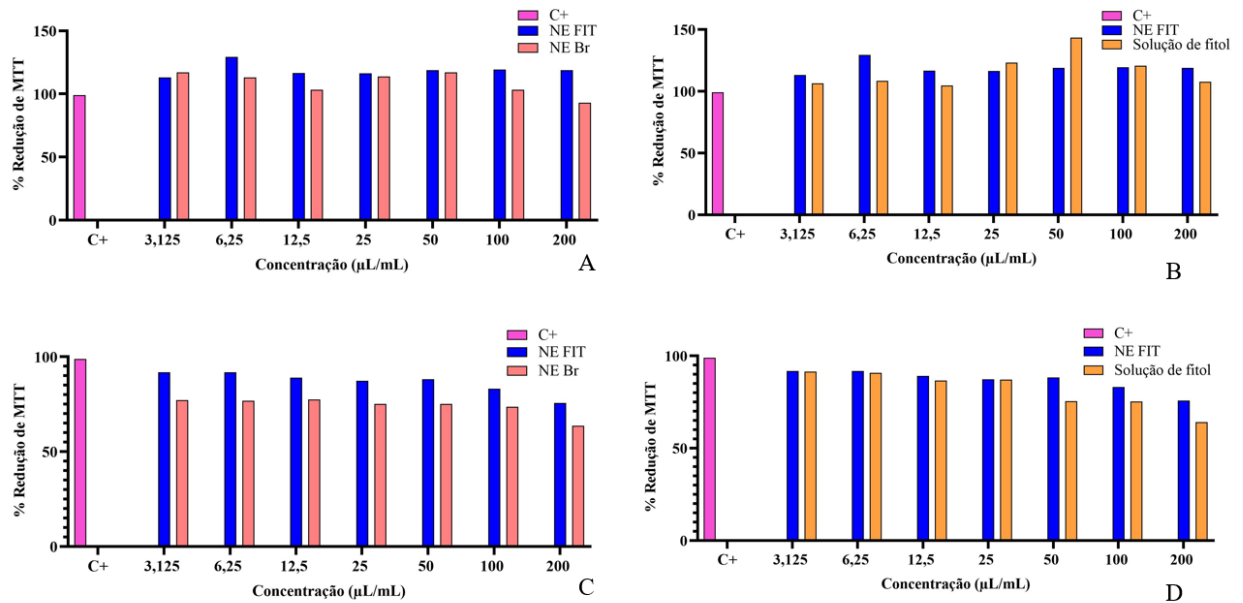 C+
NE FIT
NE Br
% Redução de MTT
150
100
50
0
C+ 3,125 6,25 12,5 25 50 100 200
Concentração (µL/mL)
A
C+
NE FIT
Solução de fitol
% Redução de MTT
150
100
50
0
C+ 3,125 6,25 12,5 25 50 100 200
Concentração (µL/mL)
B
C+
NE FIT
NE Br
% Redução de MTT
100
50
0
C+ 3,125 6,25 12,5 25 50 100 200
Concentração (µL/mL)
C
C+
NE FIT
Solução de fitol
% Redução de MTT
100
50
0
C+ 3,125 6,25 12,5 25 50 100 200
Concentração (µL/mL)
D